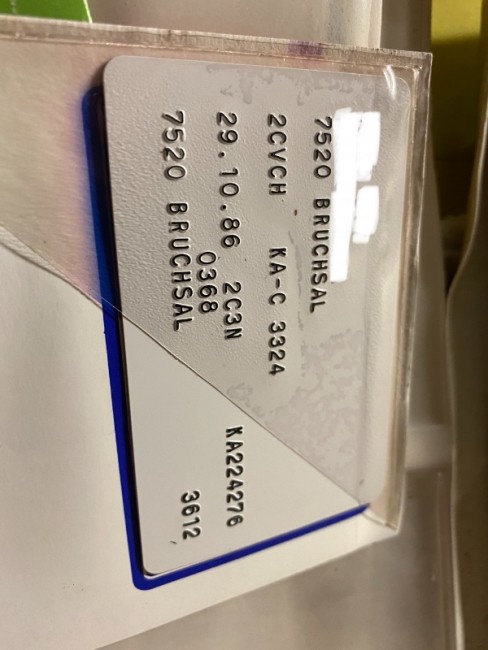 7520 BRUCHSAL
2CVCH KA-C 3324
29.10.86 2C3N KA224276
0368
7520 BRUCHSAL 3612